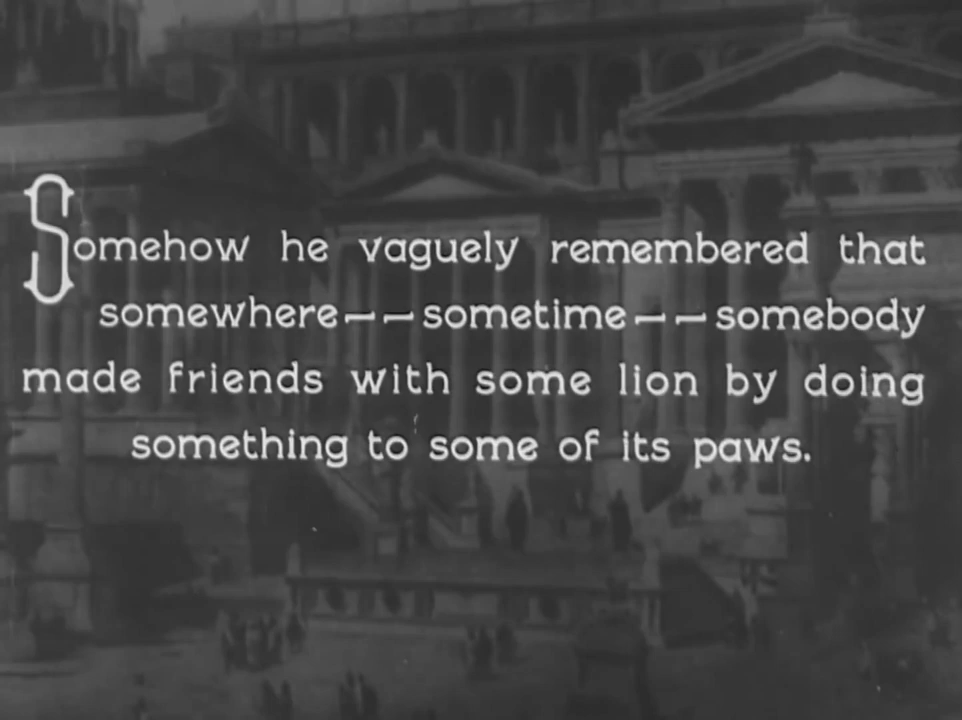 Somehow he vaguely remembered that
somewhere––sometime––somebody
made friends with some lion by doing
something to some of its paws.